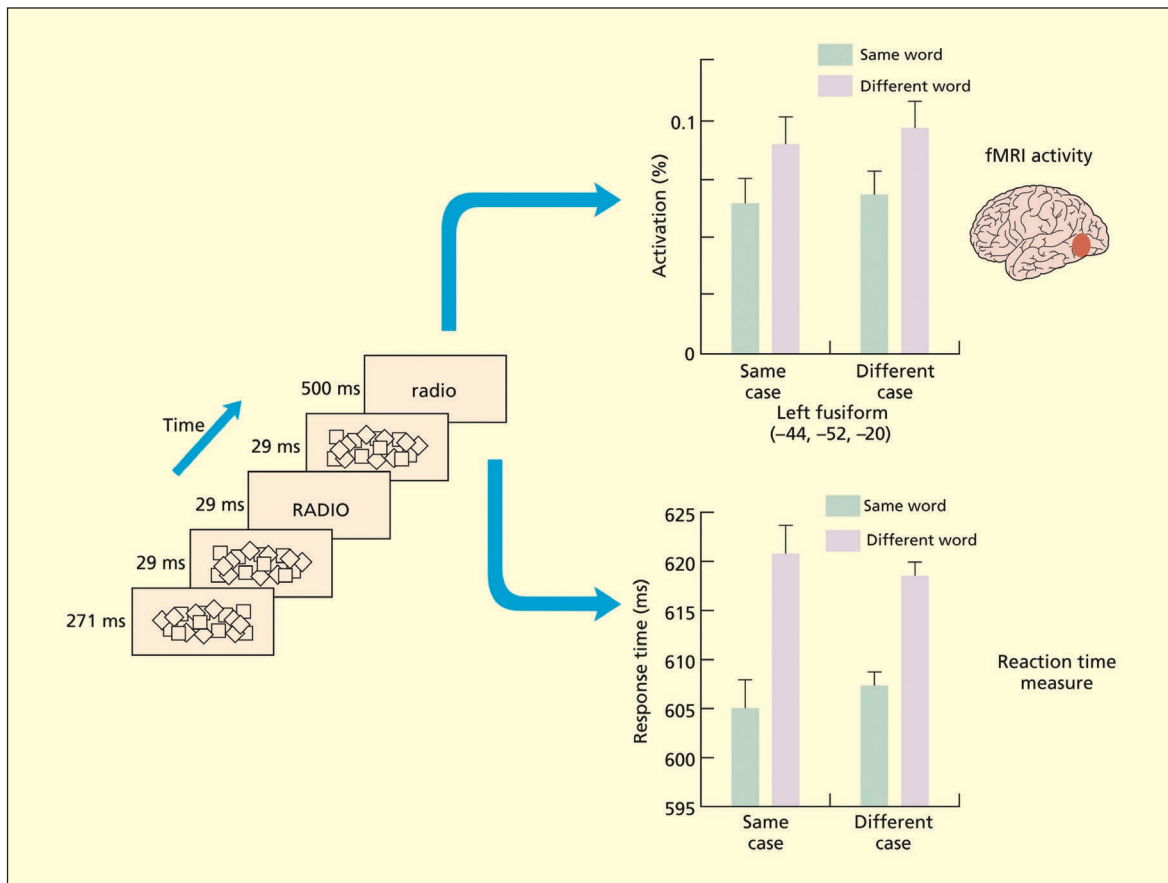 Same word
Different word
0.1
Activation (%)
0
Same
case
Different
case
Left fusiform
(−44, −52, −20)
fMRI activity
500 ms
radio
Time
29 ms
29 ms
RADIO
29 ms
271 ms
Same word
Different word
625
620
615
610
605
600
595
Response time (ms)
Same
case
Different
case
Reaction time
measure